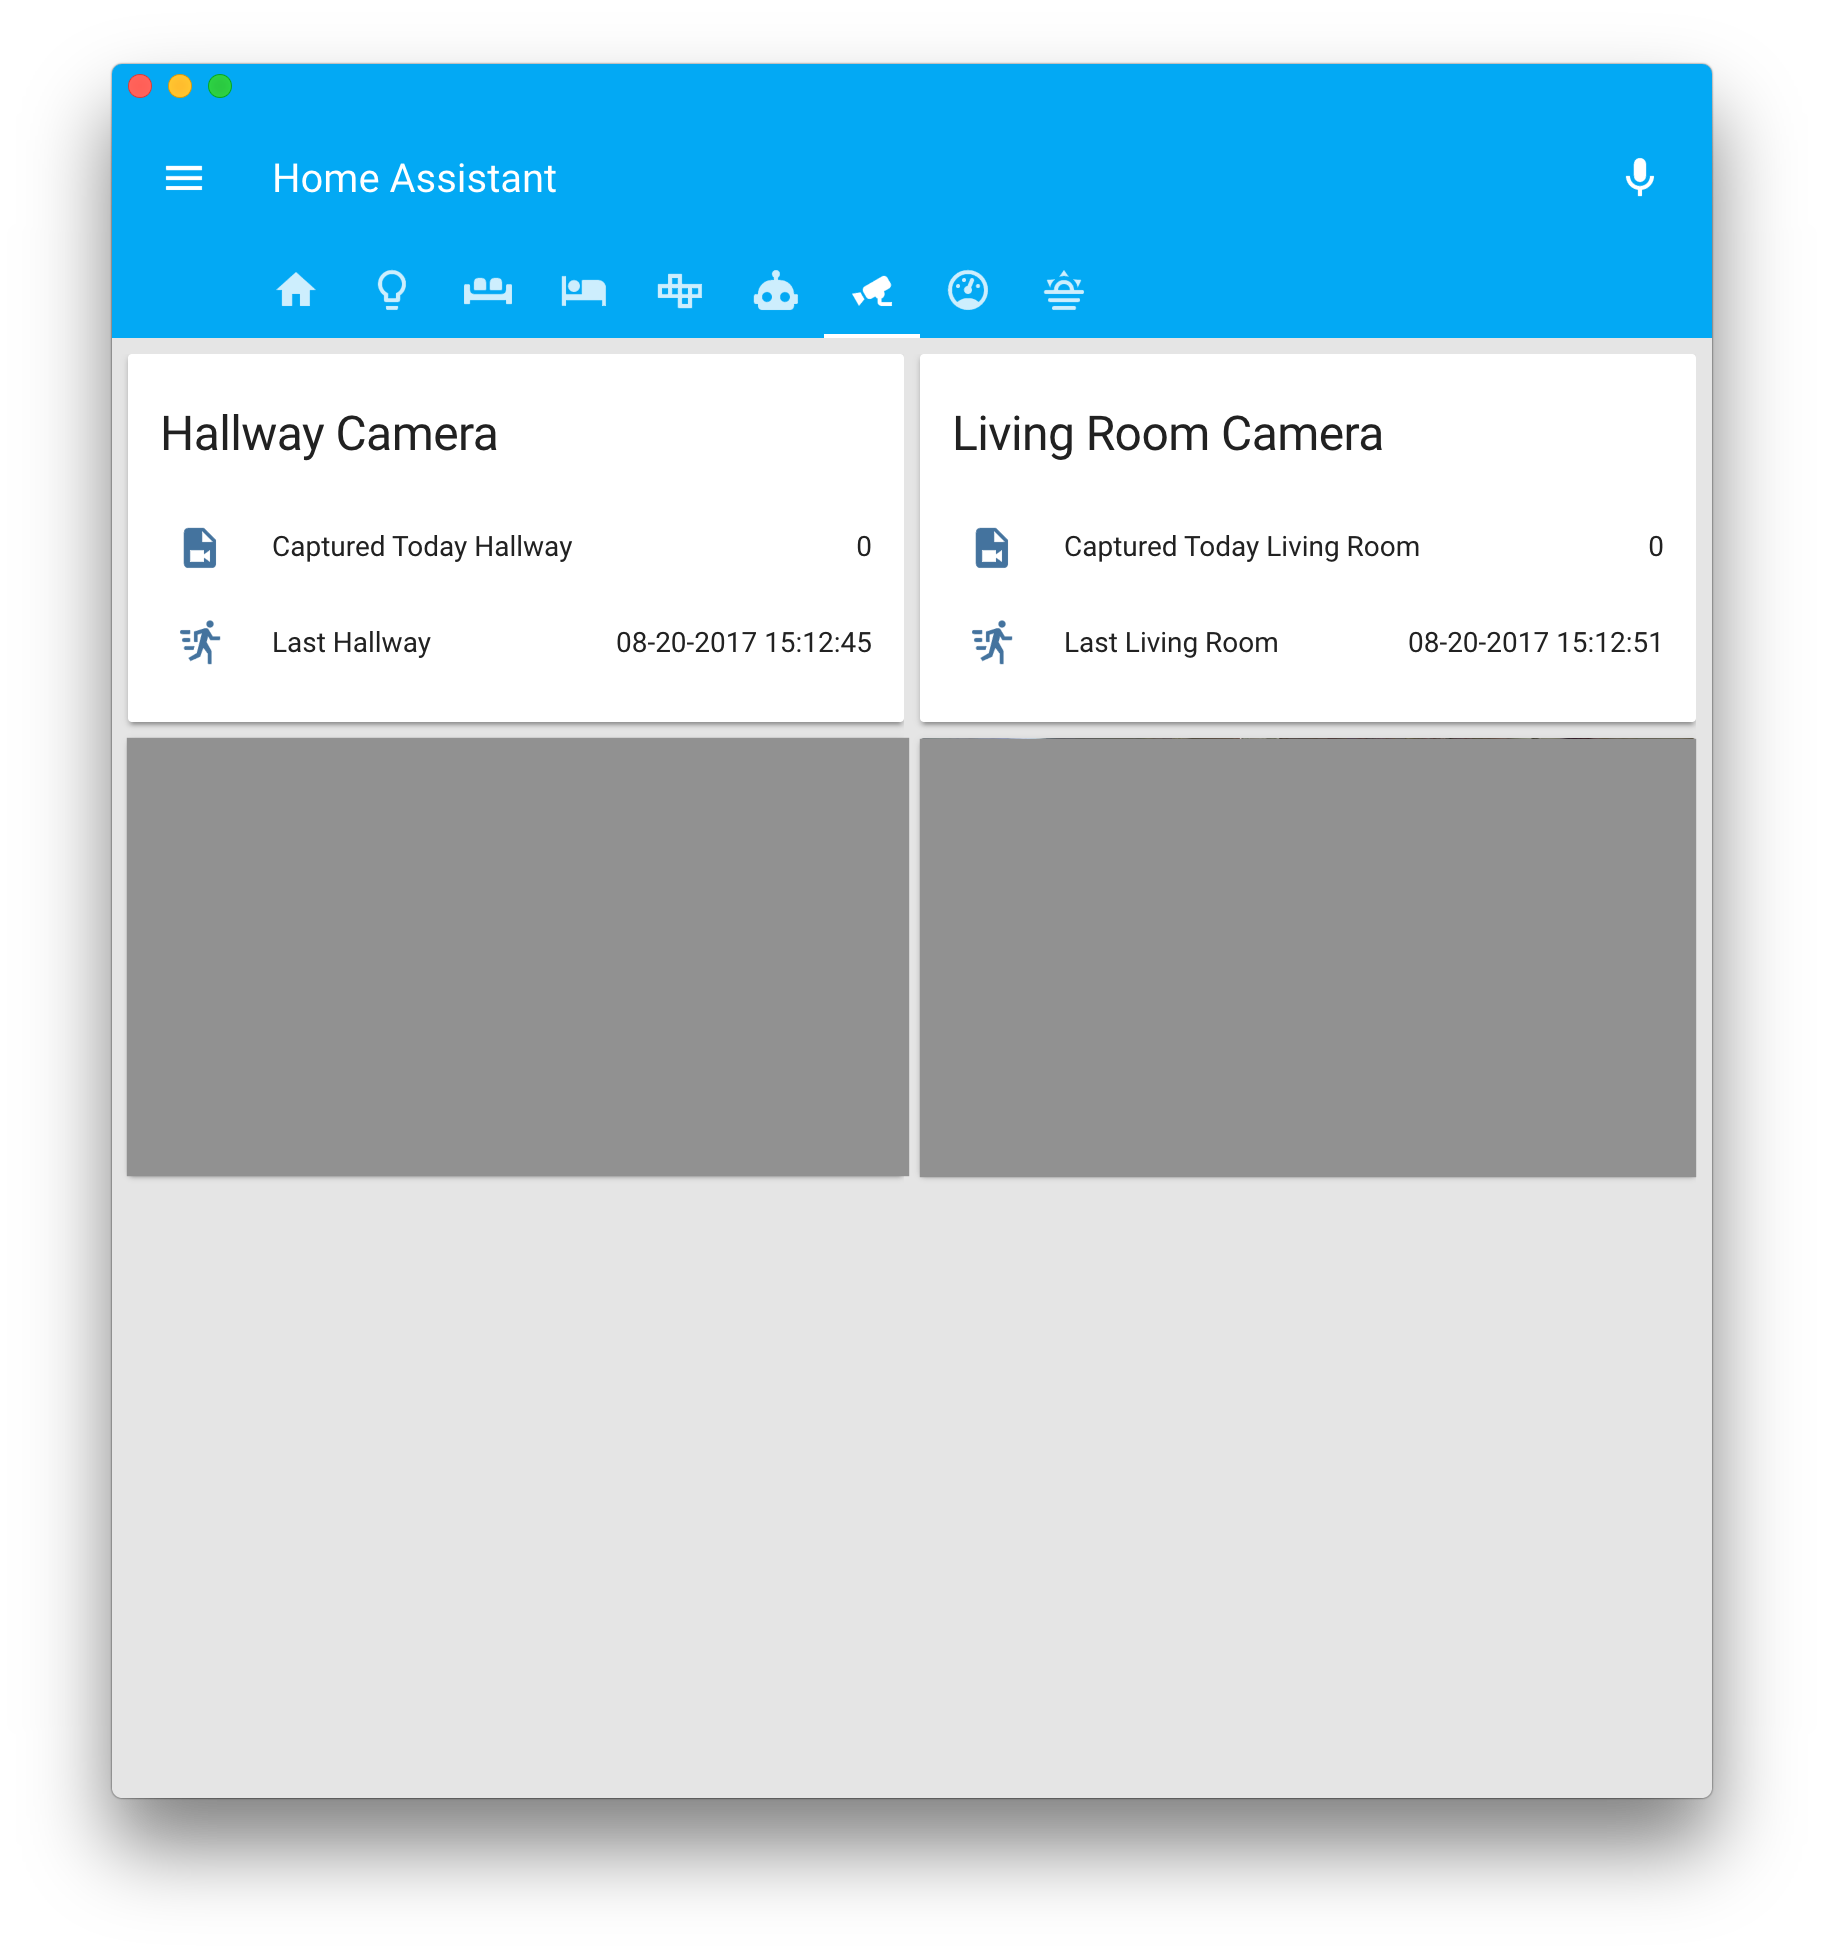 Home Assistant
Hallway Camera
Captured Today Hallway 0
Last Hallway 08-20-2017 15:12:45
Living Room Camera
Captured Today Living Room 0
Last Living Room 08-20-2017 15:12:51